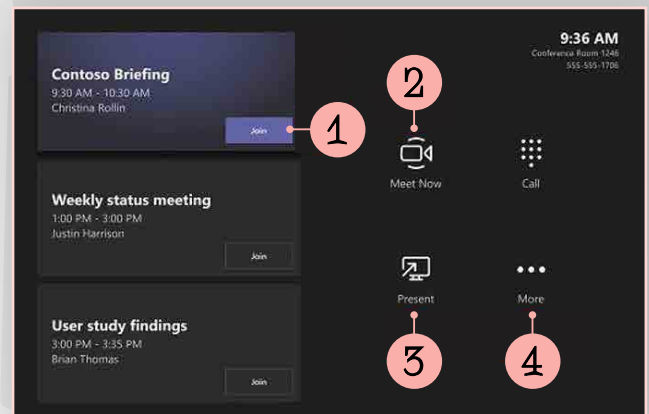 9:36 AM
Conference Room 1246
555-555-1706
Contoso Briefing
9:30 AM - 10:30 AM
Christina Rollin
Join
1
2
Meet Now
Call
Weekly status meeting
1:00 PM - 3:00 PM
Justin Harrison
Join
Present
More
3
4
User study findings
3:00 PM - 3:35 PM
Brian Thomas
Join